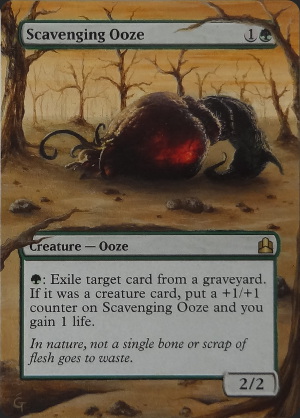 Scavenging Ooze 1
Creature — Ooze
: Exile target card from a graveyard.
If it was a creature card, put a +1/+1
counter on Scavenging Ooze and you
gain 1 life.
In nature, not a single bone or scrap of
flesh goes to waste.
2/2
G